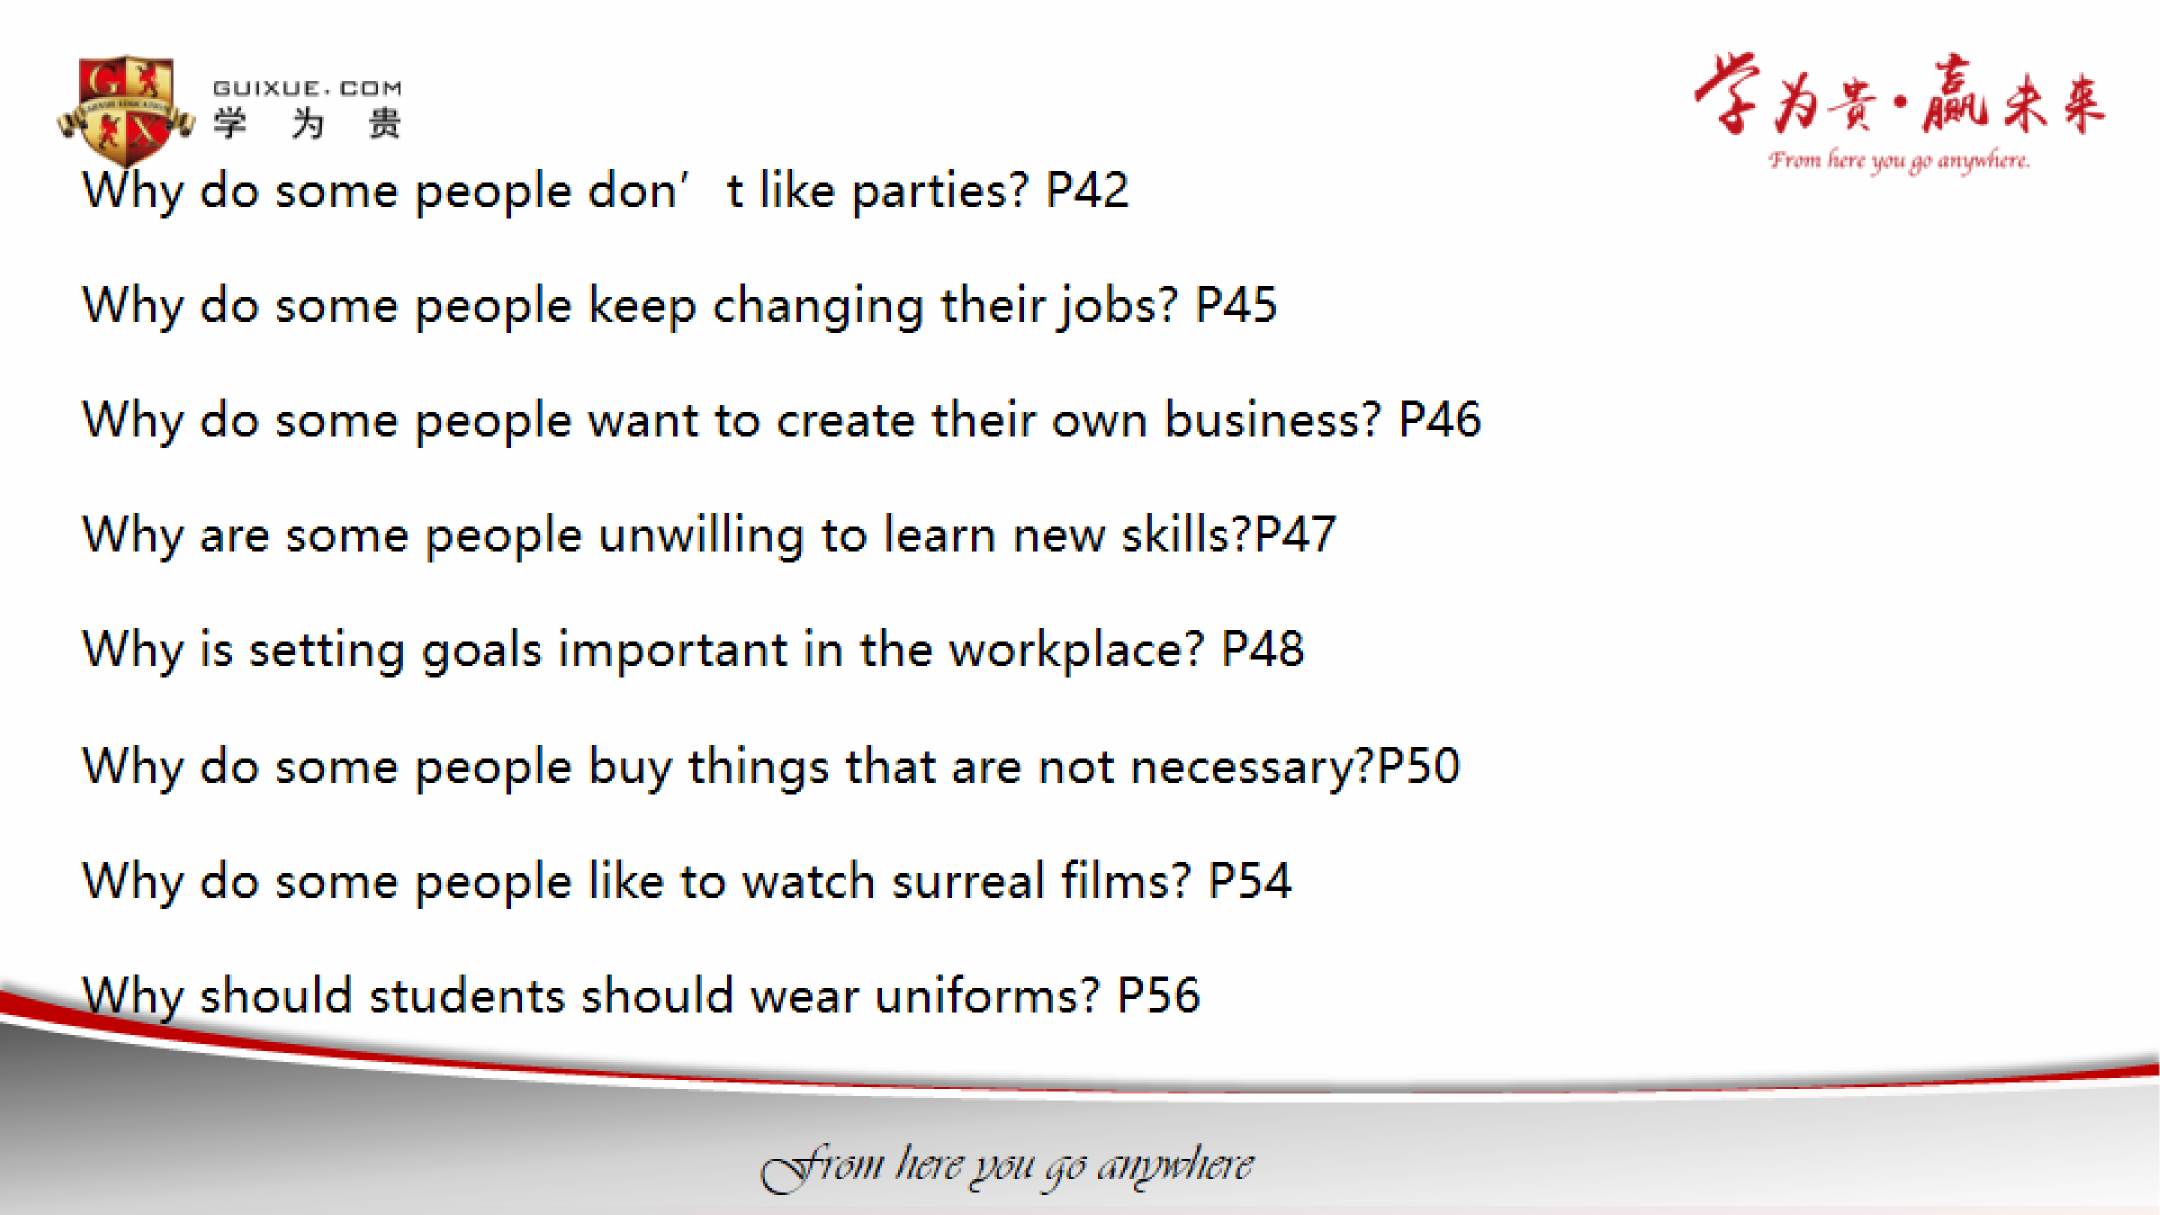 GUIXUE.COM
学为贵
学为贵·赢未来
From here you go anywhere.
Why do some people don’t like parties? P42
Why do some people keep changing their jobs? P45
Why do some people want to create their own business? P46
Why are some people unwilling to learn new skills?P47
Why is setting goals important in the workplace? P48
Why do some people buy things that are not necessary?P50
Why do some people like to watch surreal films? P54
Why should students should wear uniforms? P56
From here you go anywhere